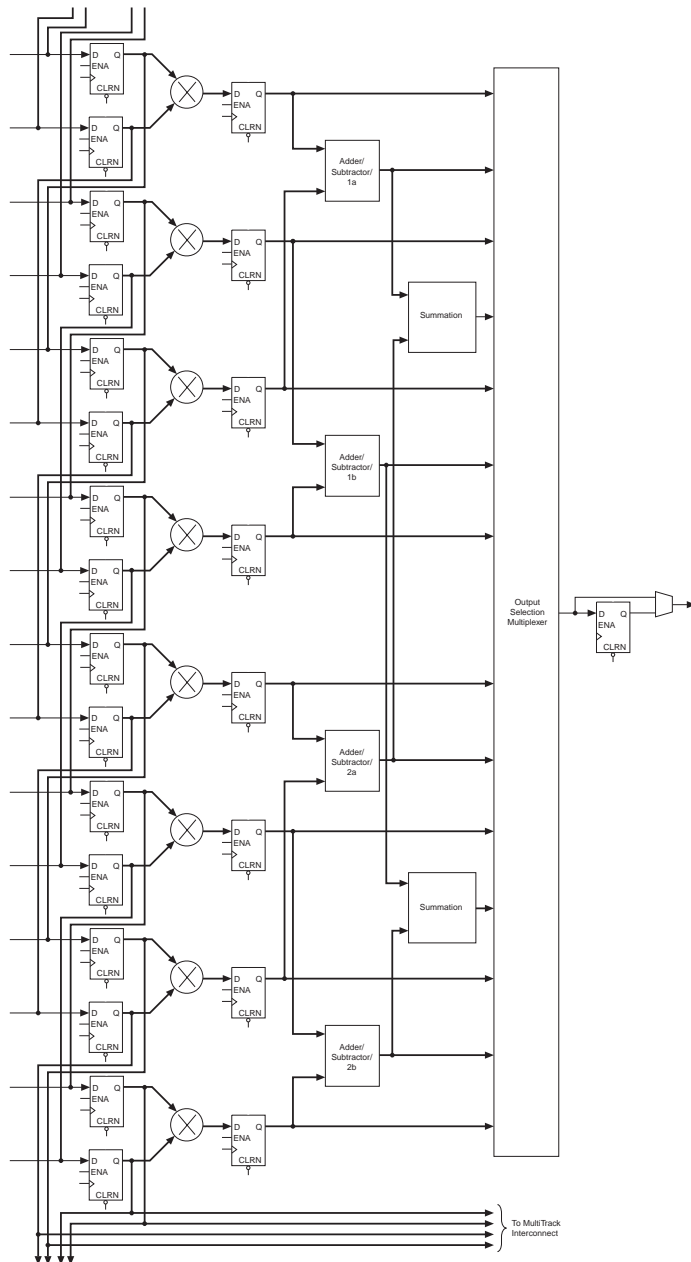 D Q
ENA
CLRN
D Q
ENA
CLRN
D Q
ENA
CLRN
Adder/
Subtractor/
1a
D Q
ENA
CLRN
D Q
ENA
CLRN
D Q
ENA
CLRN
Summation
D Q
ENA
CLRN
D Q
ENA
CLRN
D Q
ENA
CLRN
Adder/
Subtractor/
1b
D Q
ENA
CLRN
D Q
ENA
CLRN
D Q
ENA
CLRN
Output
Selection
Multiplexer
D Q
ENA
CLRN
D Q
ENA
CLRN
D Q
ENA
CLRN
D Q
ENA
CLRN
Adder/
Subtractor/
2a
D Q
ENA
CLRN
D Q
ENA
CLRN
D Q
ENA
CLRN
Summation
D Q
ENA
CLRN
D Q
ENA
CLRN
D Q
ENA
CLRN
Adder/
Subtractor/
2b
D Q
ENA
CLRN
D Q
ENA
CLRN
D Q
ENA
CLRN
To MultiTrack
Interconnect